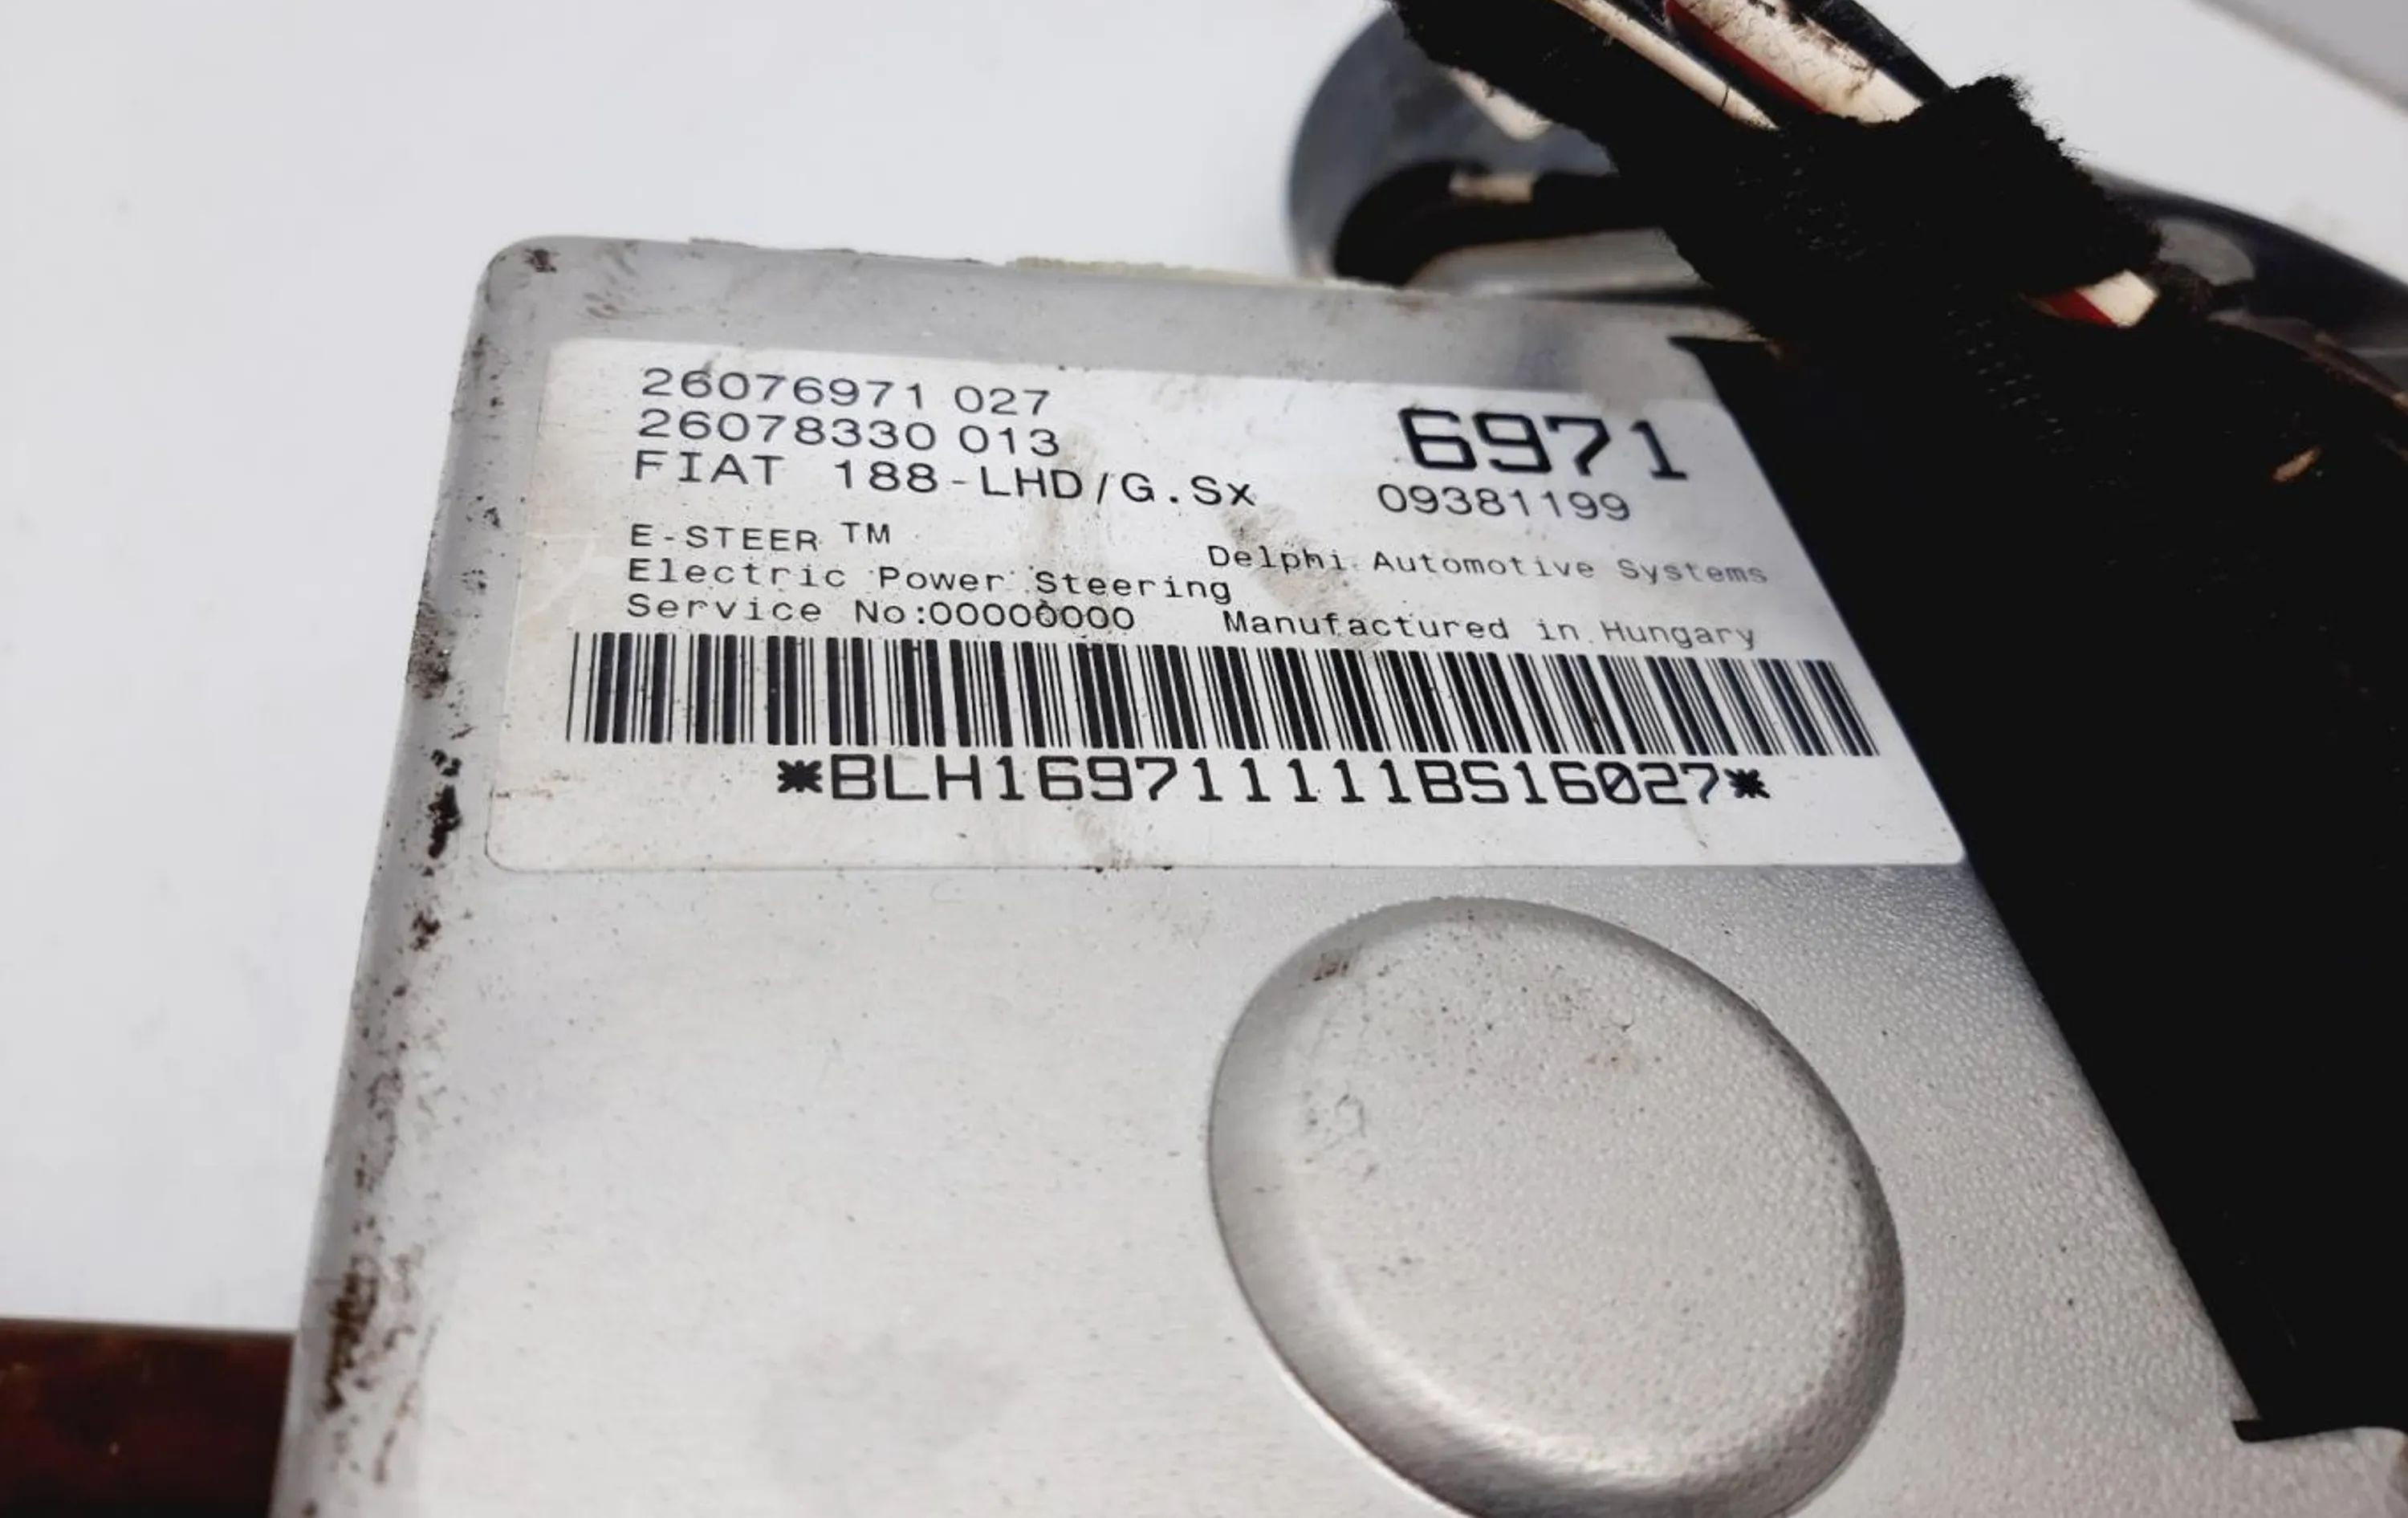 26076971 027
26078330 013
FIAT 188-LHD/G.Sx
6971
09381199
E-STEER TM
Electric Power Steering
Service No:00000000
Delphi Automotive Systems
Manufactured in Hungary
*BLH169711111BS16027*